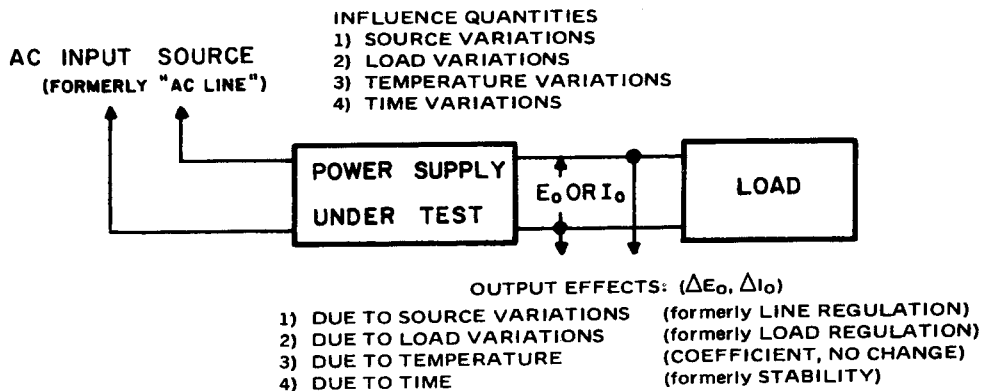 INFLUENCE QUANTITIES
1) SOURCE VARIATIONS
2) LOAD VARIATIONS
3) TEMPERATURE VARIATIONS
4) TIME VARIATIONS
AC INPUT SOURCE
(FORMERLY "AC LINE")
POWER SUPPLY
UNDER TEST
E₀ OR I₀
LOAD
OUTPUT EFFECTS: (ΔE₀, ΔI₀)
1) DUE TO SOURCE VARIATIONS (formerly LINE REGULATION)
2) DUE TO LOAD VARIATIONS (formerly LOAD REGULATION)
3) DUE TO TEMPERATURE (COEFFICIENT, NO CHANGE)
4) DUE TO TIME (formerly STABILITY)